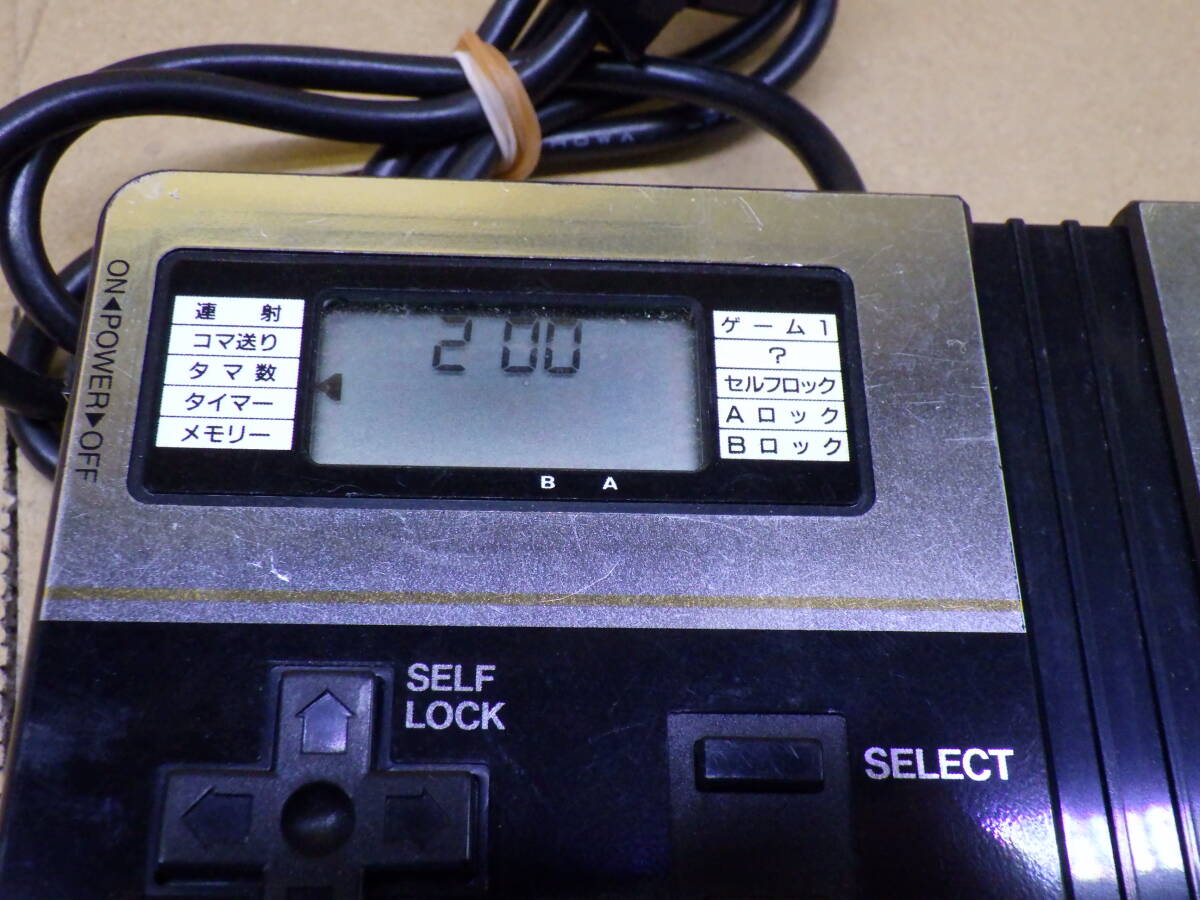 ON◀POWER▶OFF
連 射
コマ送り
タマ数
タイマー
メモリー
2 00
ゲーム1
?
セルフロック
Aロック
Bロック
B A
SELF
LOCK
SELECT